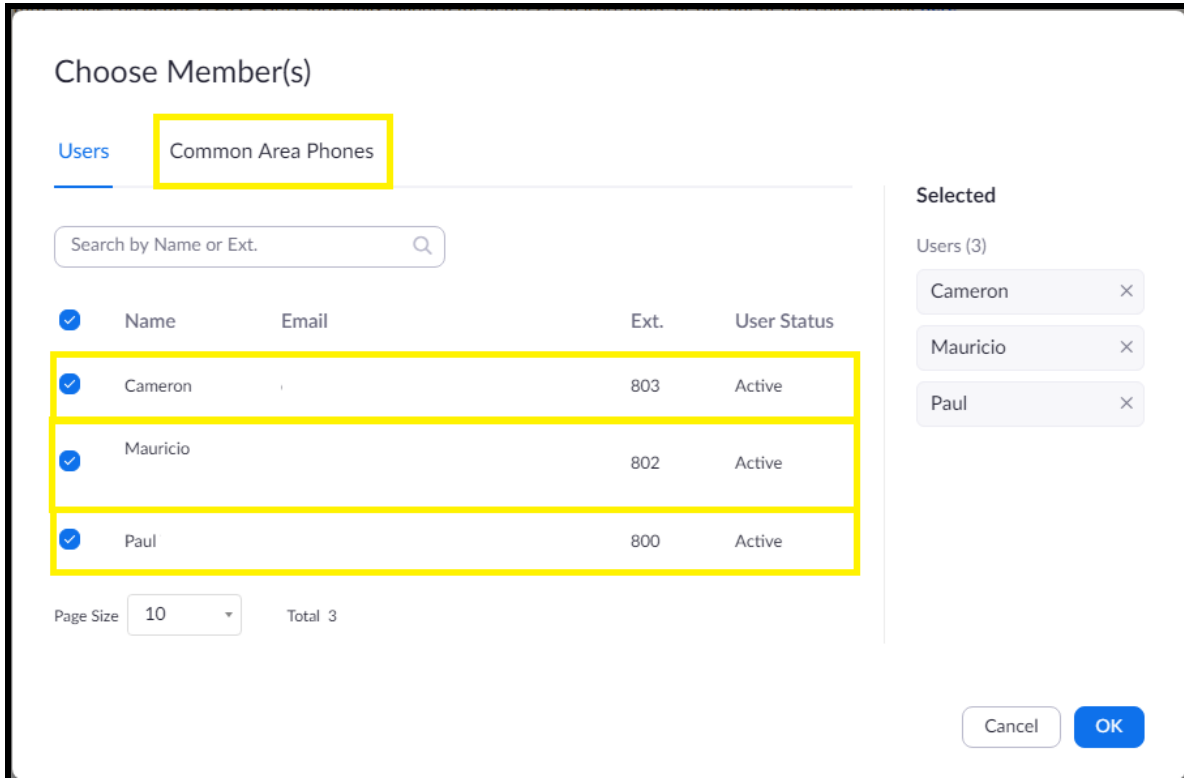 Choose Member(s)
Users Common Area Phones
Search by Name or Ext.
Name Email Ext. User Status
Cameron 803 Active
Mauricio 802 Active
Paul 800 Active
Page Size 10 Total 3
Selected
Users (3)
Cameron
Mauricio
Paul
Cancel OK